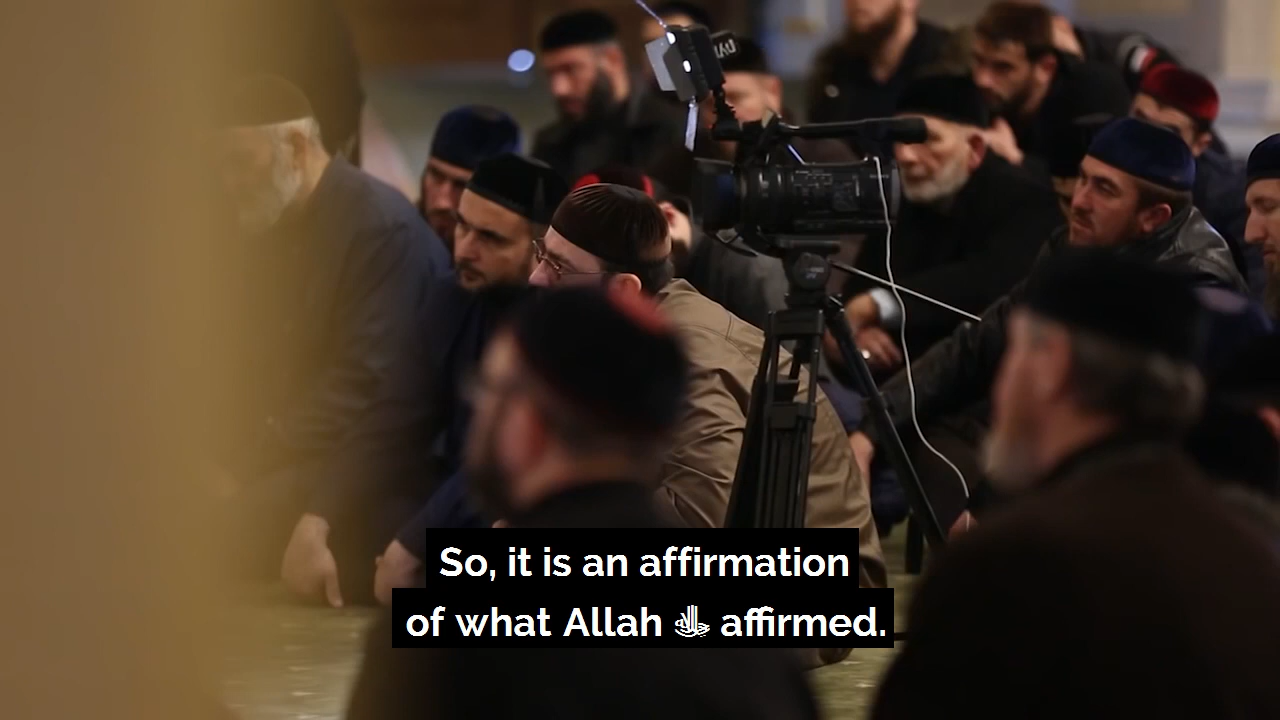 So, it is an affirmation
of what Allah ﷻ affirmed.